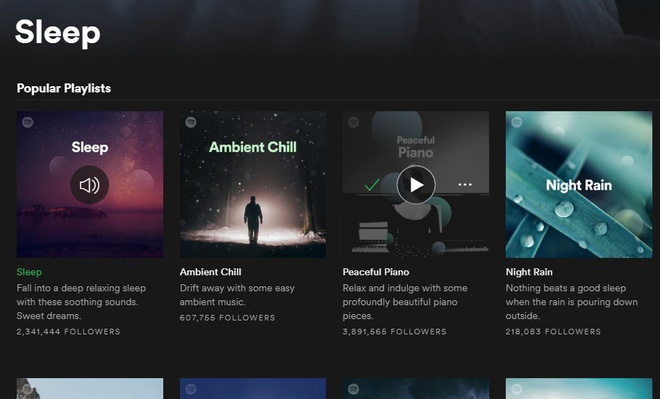 Sleep
Popular Playlists
Sleep
Ambient Chill
Peaceful
Piano
Night Rain
Sleep
Fall into a deep relaxing sleep
with these soothing sounds.
Sweet dreams.
2,341,444 FOLLOWERS
Ambient Chill
Drift away with some easy
ambient music.
607,755 FOLLOWERS
Peaceful Piano
Relax and indulge with some
profoundly beautiful piano
pieces.
3,891,565 FOLLOWERS
Night Rain
Nothing beats a good sleep
when the rain is pouring down
outside.
218,083 FOLLOWERS